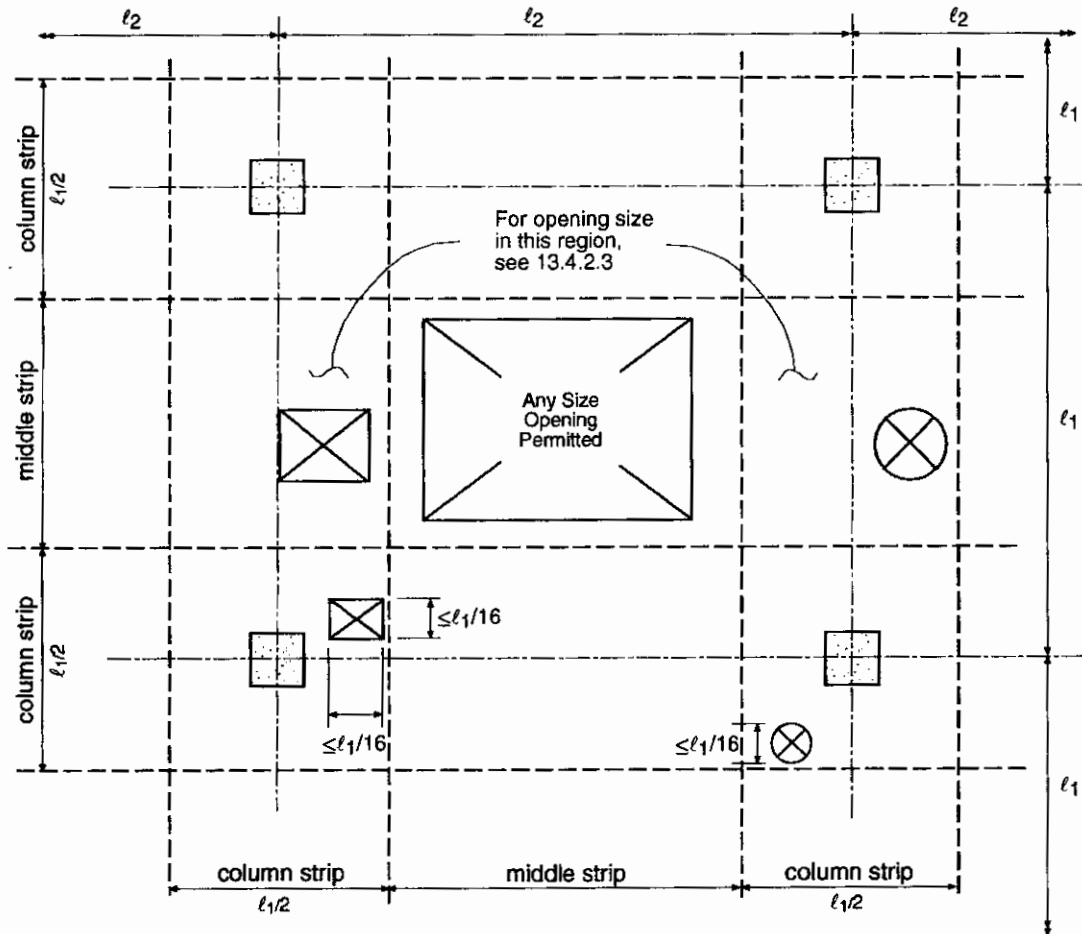 ℓ2
ℓ2
ℓ2
ℓ1
column strip
ℓ1/2
For opening size
in this region,
see 13.4.2.3
middle strip
Any Size
Opening
Permitted
ℓ1
column strip
ℓ1/2
≤ℓ1/16
≤ℓ1/16
≤ℓ1/16
ℓ1
column strip
ℓ1/2
middle strip
column strip
ℓ1/2